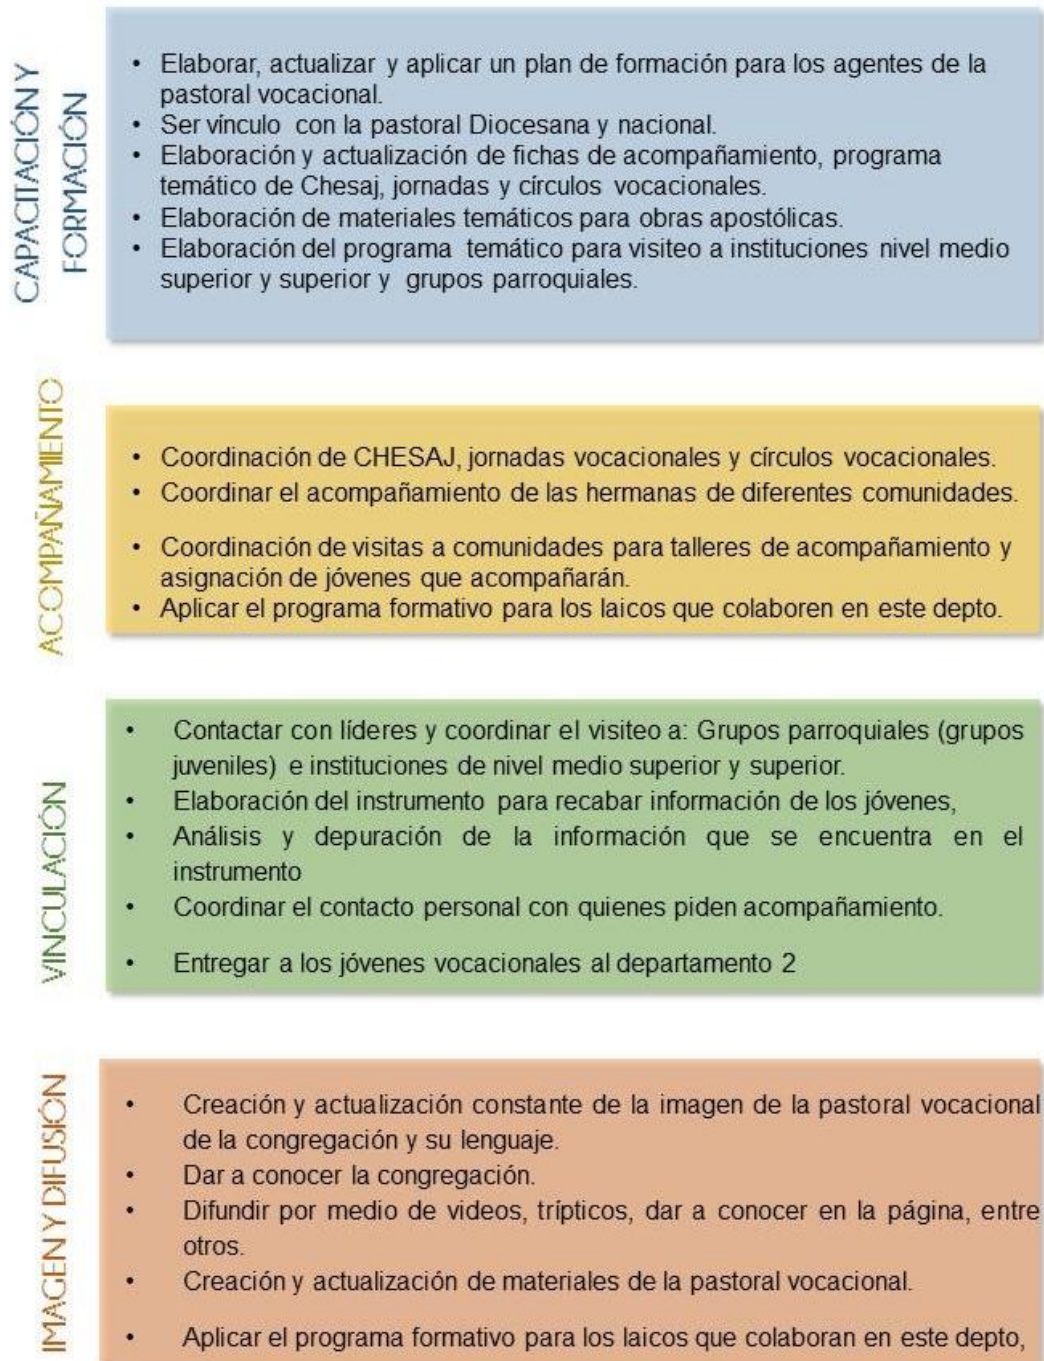 CAPACITACIÓN Y
FORMACIÓN
• Elaborar, actualizar y aplicar un plan de formación para los agentes de la
pastoral vocacional.
• Ser vínculo con la pastoral Diocesana y nacional.
• Elaboración y actualización de fichas de acompañamiento, programa
temático de Chesaj, jornadas y círculos vocacionales.
• Elaboración de materiales temáticos para obras apostólicas.
• Elaboración del programa temático para visiteo a instituciones nivel medio
superior y superior y grupos parroquiales.
ACOMPAÑAMIENTO
• Coordinación de CHESAJ, jornadas vocacionales y círculos vocacionales.
• Coordinar el acompañamiento de las hermanas de diferentes comunidades.
• Coordinación de visitas a comunidades para talleres de acompañamiento y
asignación de jóvenes que acompañarán.
• Aplicar el programa formativo para los laicos que colaboren en este depto.
VINCULACIÓN
• Contactar con líderes y coordinar el visiteo a: Grupos parroquiales (grupos
juveniles) e instituciones de nivel medio superior y superior.
• Elaboración del instrumento para recabar información de los jóvenes,
• Análisis y depuración de la información que se encuentra en el
instrumento
• Coordinar el contacto personal con quienes piden acompañamiento.
• Entregar a los jóvenes vocacionales al departamento 2
IMAGEN Y DIFUSIÓN
• Creación y actualización constante de la imagen de la pastoral vocacional
de la congregación y su lenguaje.
• Dar a conocer la congregación.
• Difundir por medio de videos, trípticos, dar a conocer en la página, entre
otros.
• Creación y actualización de materiales de la pastoral vocacional.
• Aplicar el programa formativo para los laicos que colaboran en este depto,